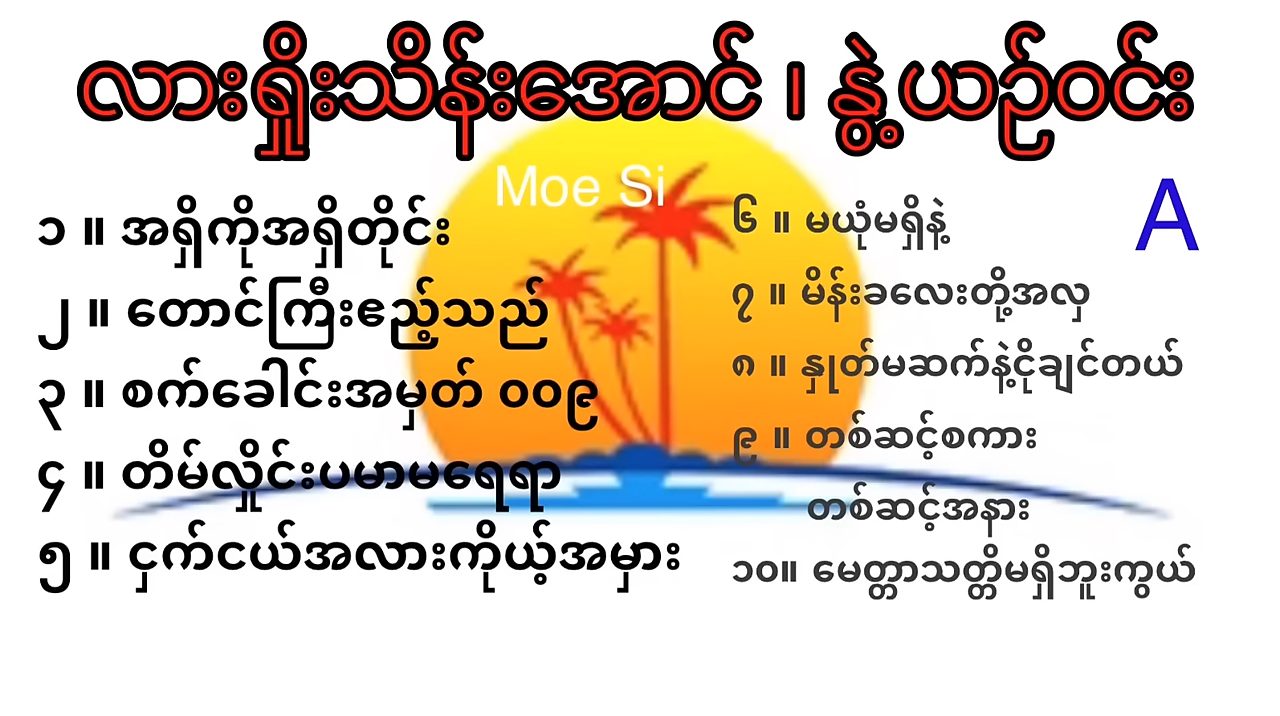 လားရှိုးသိန်းအောင် ၊ နွဲ့ယဉ်ဝင်း
Moe Si
A
၁ ။ အရှိကိုအရှိတိုင်း
၂ ။ တောင်ကြီးဧည့်သည်
၃ ။ စက်ခေါင်းအမှတ် ၀၀၉
၄ ။ တိမ်လှိုင်းပမာမရေရာ
၅ ။ ငှက်ငယ်အလားကိုယ့်အမှား
၆ ။ မယုံမရှိနဲ့
၇ ။ မိန်းခလေးတို့အလှ
၈ ။ နှုတ်မဆက်နဲ့ငိုချင်တယ်
၉ ။ တစ်ဆင့်စကား
တစ်ဆင့်အနား
၁၀။ မေတ္တာသတ္တိမရှိဘူးကွယ်